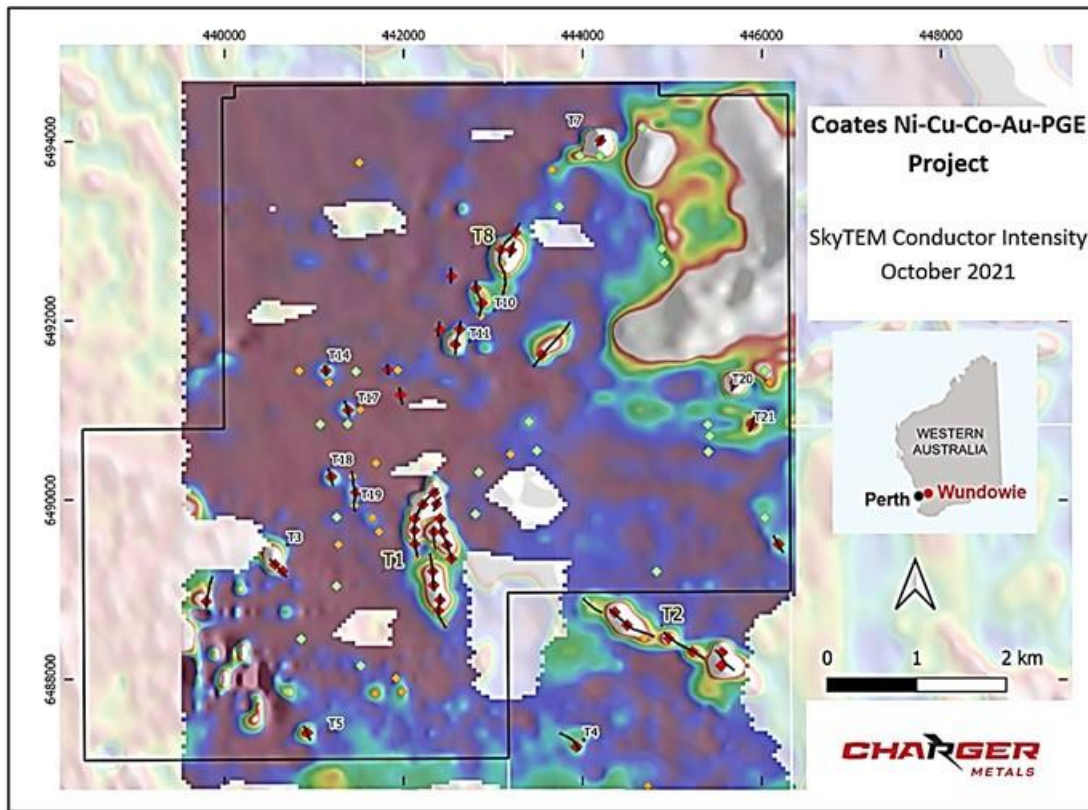 440000 442000 444000 446000 448000
Coates Ni-Cu-Co-Au-PGE
Project
SkyTEM Conductor Intensity
October 2021
6494000
6492000
6490000
6488000
T7
T8
T10
T11
T14
T17
T20
T21
T18
T19
T3
T1
T2
T5
T4
WESTERN
AUSTRALIA
Perth
Wundowie
0 1 2 km
CHARGER
METALS